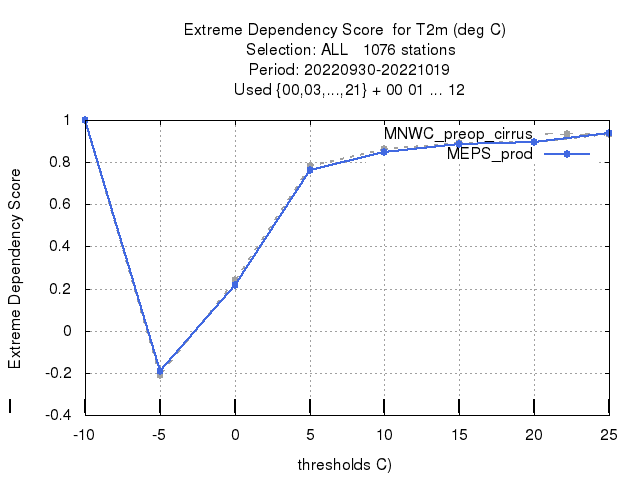 Extreme Dependency Score  for T2m (deg C)
Selection: ALL   1076 stations
Period: 20220930-20221019
Used {00,03,...,21} + 00 01 ... 12
Extreme Dependency Score
1
0.8
0.6
0.4
0.2
0
-0.2
-0.4
MNWC_preop_cirrus
MEPS_prod
-10 -5 0 5 10 15 20 25
thresholds C)